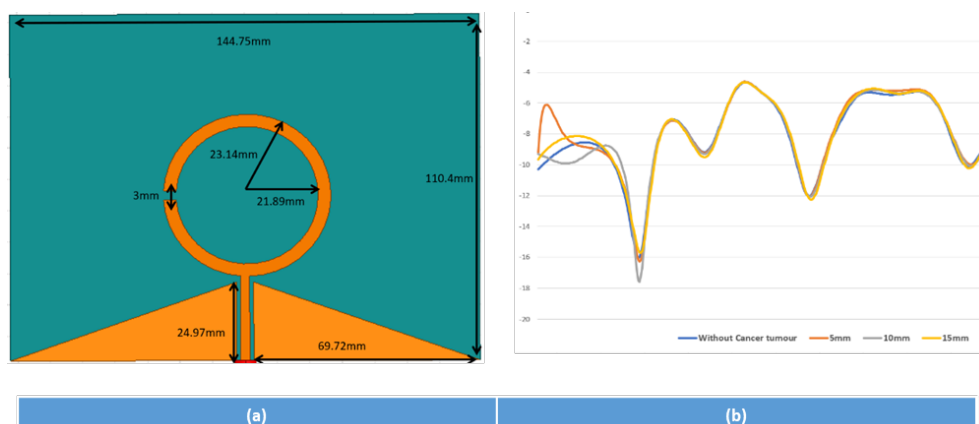 144.75mm
23.14mm
110.4mm
3mm
21.89mm
24.97mm
69.72mm
-2
-4
-6
-8
-10
-12
-14
-16
-18
-20
Without Cancer tumour 5mm 10mm 15mm
(a) (b)